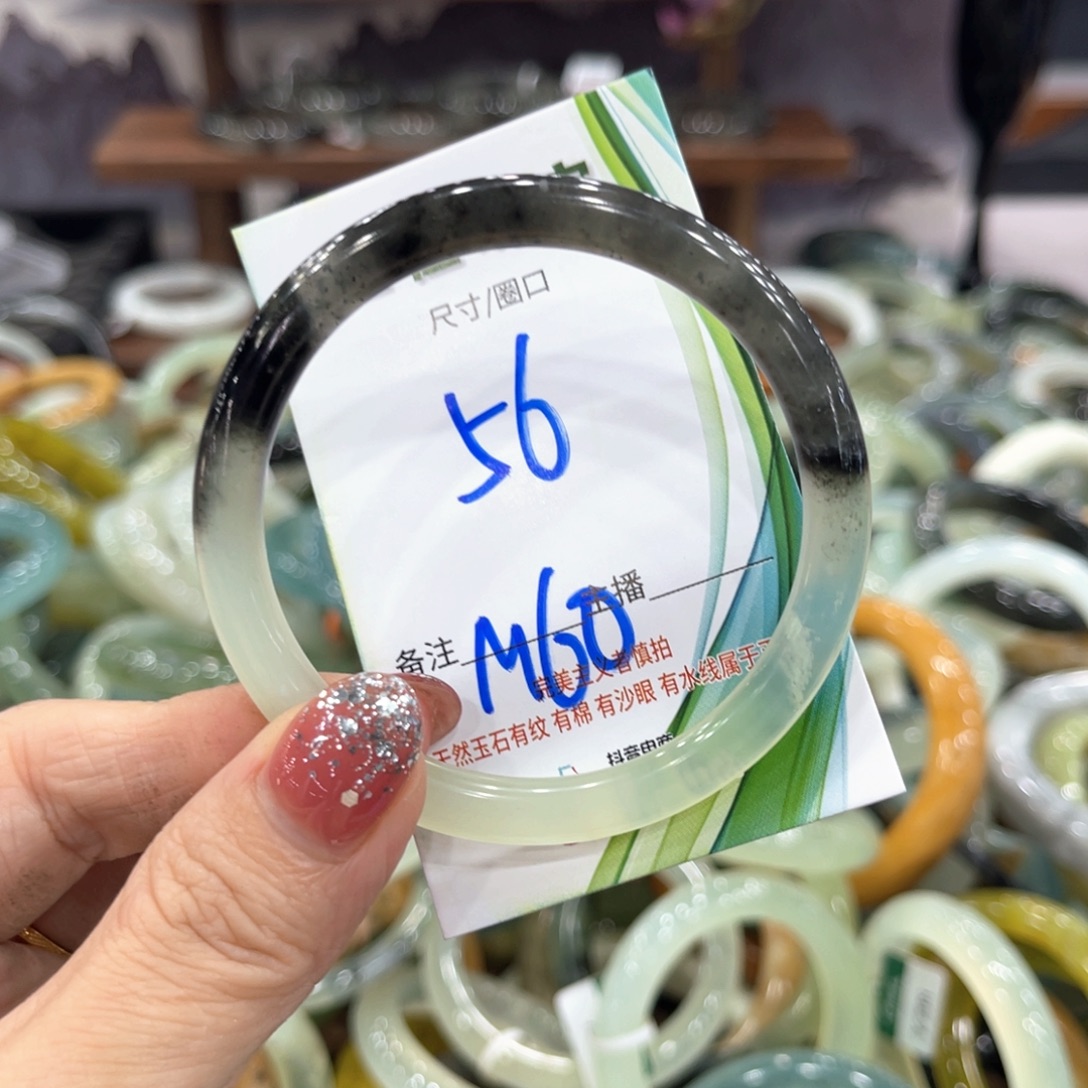 尺寸/圈口
56
主播
备注
M60
完美主义者慎拍
天然玉石有纹 有棉 有沙眼 有水线属于
抖音电商